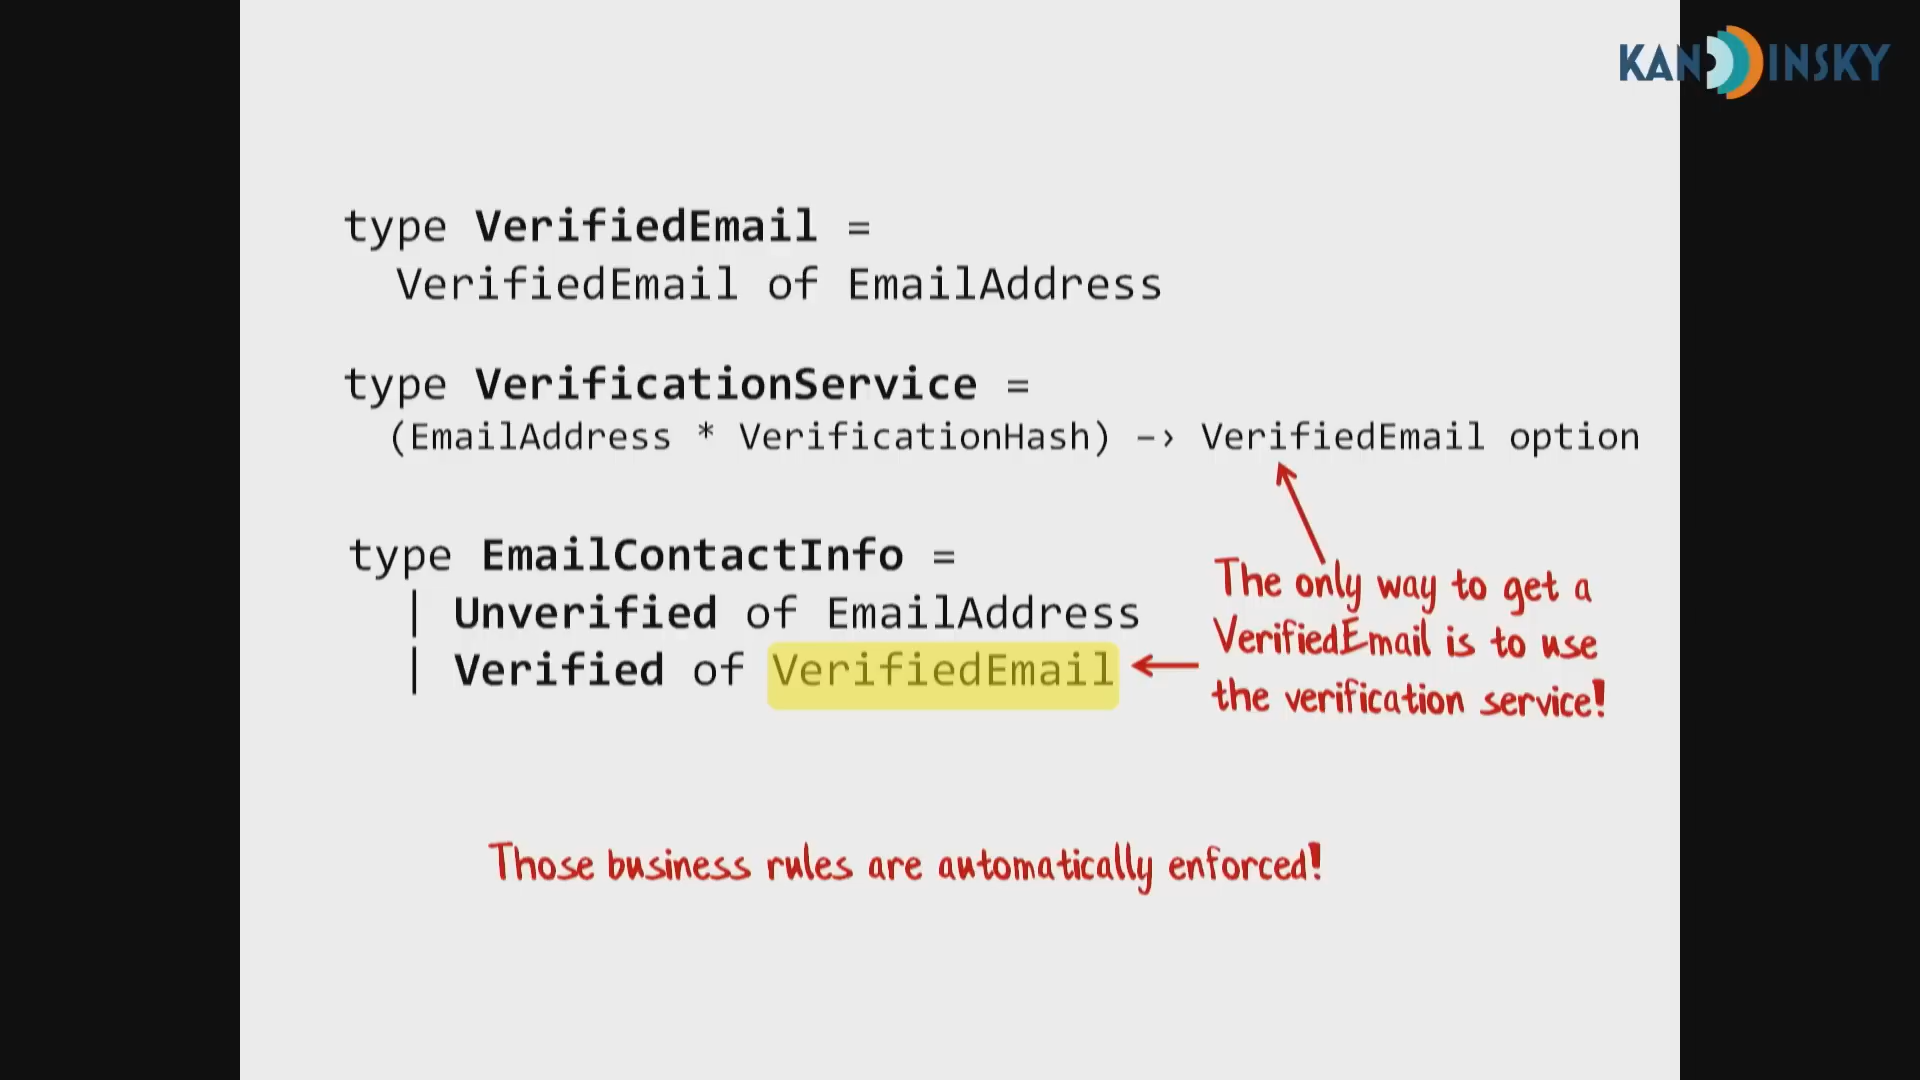 KANDDINSKY
type VerifiedEmail =
VerifiedEmail of EmailAddress
type VerificationService =
(EmailAddress * VerificationHash) –› VerifiedEmail option
type EmailContactInfo =
| Unverified of EmailAddress
| Verified of VerifiedEmail
The only way to get a
VerifiedEmail is to use
the verification service!
Those business rules are automatically enforced!